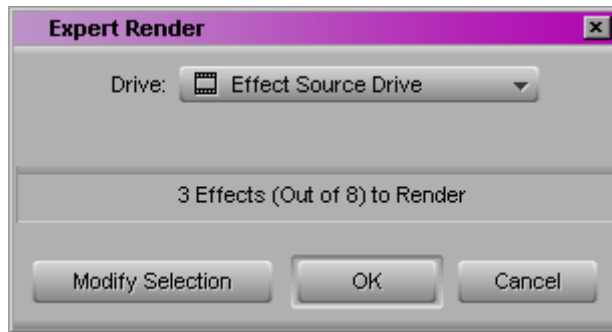 Expert Render
Drive: Effect Source Drive
3 Effects (Out of 8) to Render
Modify Selection OK Cancel